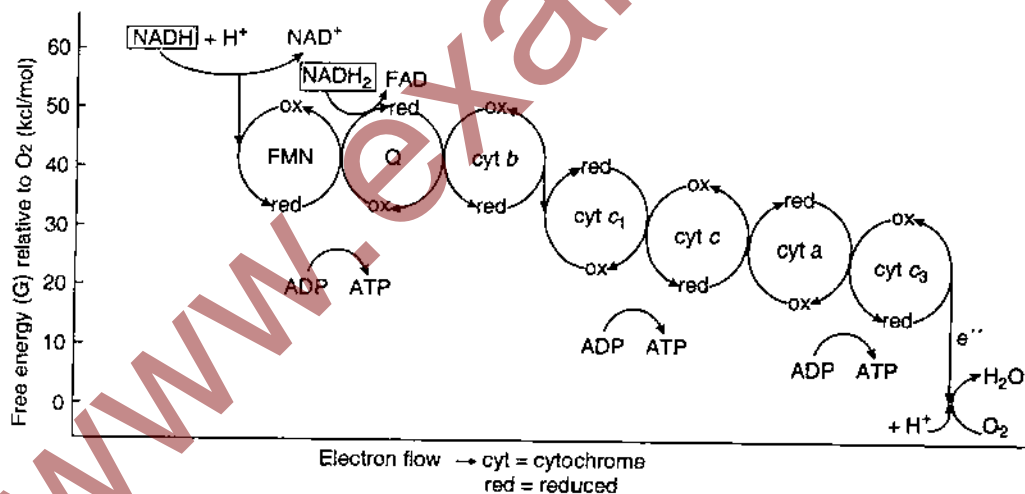 Free energy (G) relative to O2 (kcl/mol)
60
50
40
30
20
10
0
NADH + H+ NAD+
NADH2 FAD
ox red ox
FMN Q cyt b
red ox red
red ox red ox
cyt c1 cyt c cyt a cyt c3
ox red ox red
ADP ATP
ADP ATP
ADP ATP
e''
H2O
+ H+ O2
Electron flow → cyt = cytochrome
red = reduced
www.exa